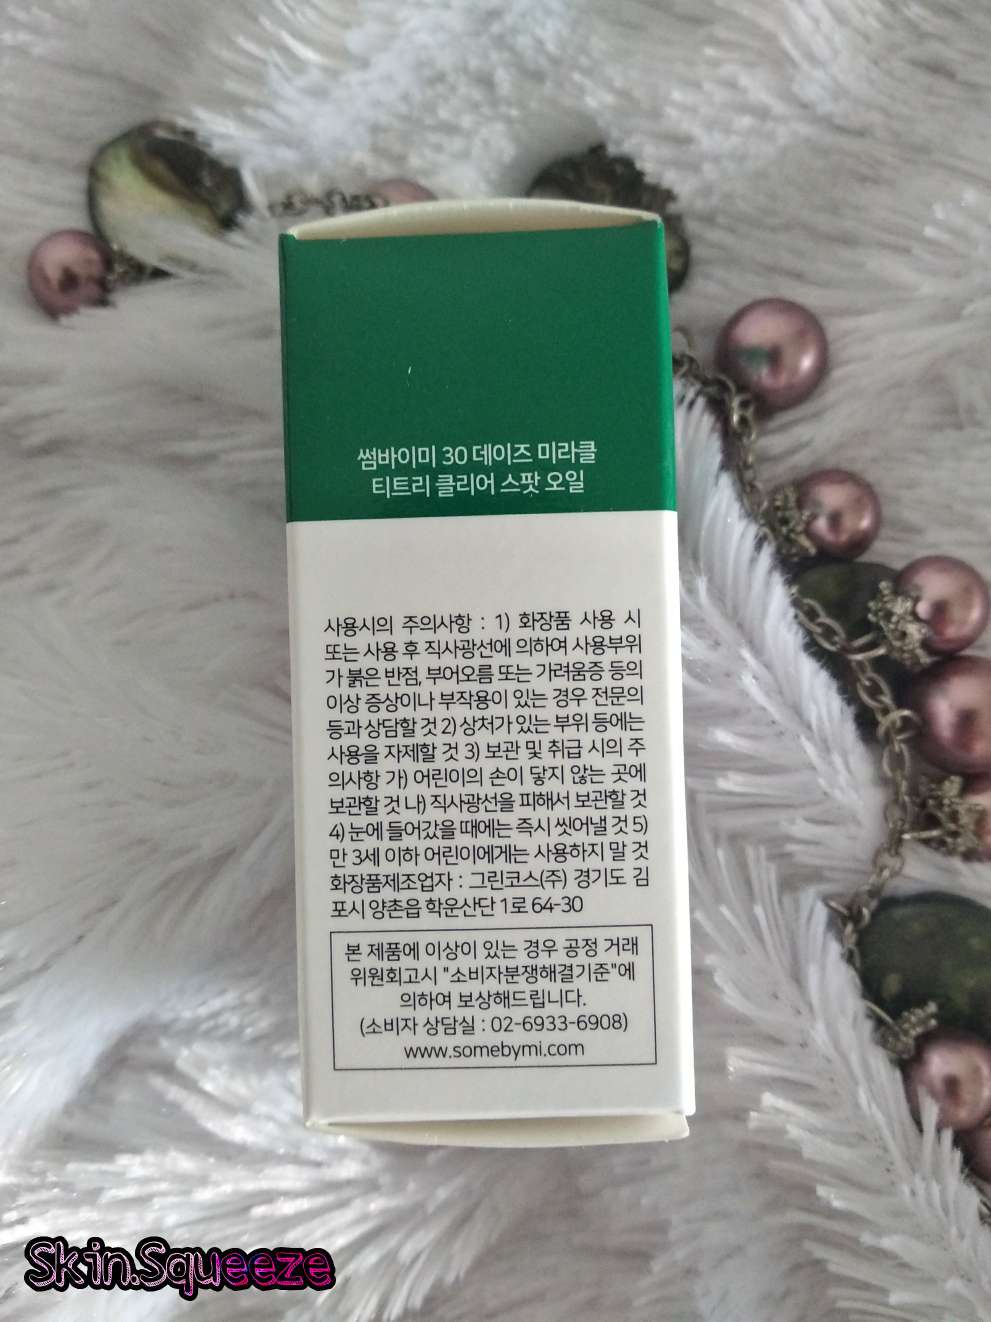 썸바이미 30 데이즈 미라클
티트리 클리어 스팟 오일
사용시의 주의사항 : 1) 화장품 사용 시
또는 사용 후 직사광선에 의하여 사용부위
가 붉은 반점, 부어오름 또는 가려움증 등의
이상 증상이나 부작용이 있는 경우 전문의
등과 상담할 것 2) 상처가 있는 부위 등에는
사용을 자제할 것 3) 보관 및 취급 시의 주
의사항 가) 어린이의 손이 닿지 않는 곳에
보관할 것 나) 직사광선을 피해서 보관할 것
4) 눈에 들어갔을 때에는 즉시 씻어낼 것 5)
만 3세 이하 어린이에게는 사용하지 말 것
화장품제조업자 : 그린코스(주) 경기도 김
포시 양촌읍 학운산단 1로 64-30
본 제품에 이상이 있는 경우 공정 거래
위원회고시 "소비자분쟁해결기준"에
의하여 보상해드립니다.
(소비자 상담실 : 02-6933-6908)
www.somebymi.com
Skin.Squeeze